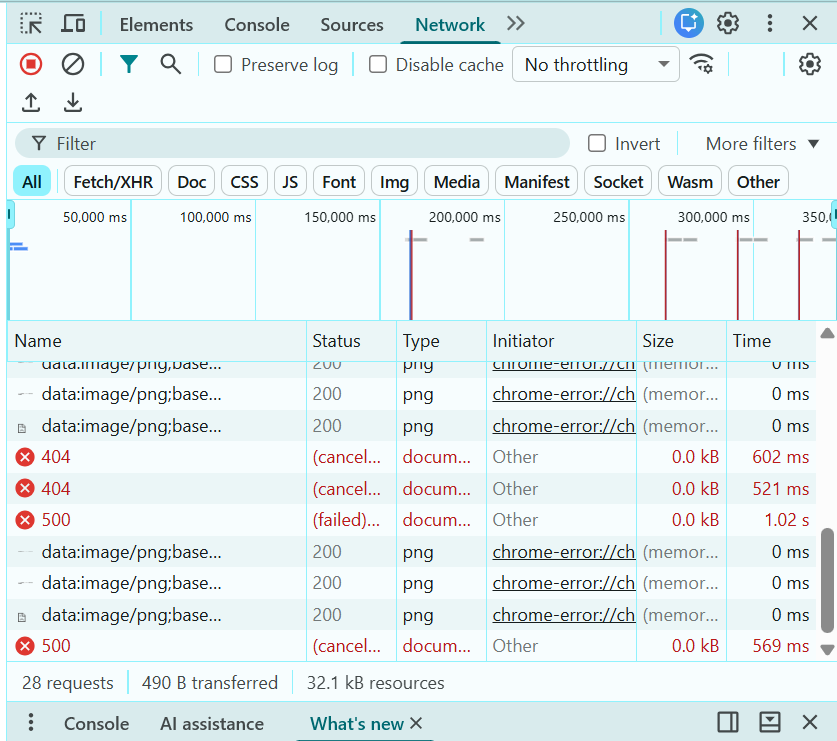 Elements Console Sources Network
Preserve log Disable cache No throttling
Filter Invert More filters
All Fetch/XHR Doc CSS JS Font Img Media Manifest Socket Wasm Other
50,000 ms 100,000 ms 150,000 ms 200,000 ms 250,000 ms 300,000 ms 350,
Name Status Type Initiator Size Time
data:image/png;base... 200 png chrome-error://ch (memor... 0 ms
data:image/png;base... 200 png chrome-error://ch (memor... 0 ms
data:image/png;base... 200 png chrome-error://ch (memor... 0 ms
404 (cancel... docum... Other 0.0 kB 602 ms
404 (cancel... docum... Other 0.0 kB 521 ms
500 (failed)... docum... Other 0.0 kB 1.02 s
data:image/png;base... 200 png chrome-error://ch (memor... 0 ms
data:image/png;base... 200 png chrome-error://ch (memor... 0 ms
data:image/png;base... 200 png chrome-error://ch (memor... 0 ms
500 (cancel... docum... Other 0.0 kB 569 ms
28 requests 490 B transferred 32.1 kB resources
Console AI assistance What's new